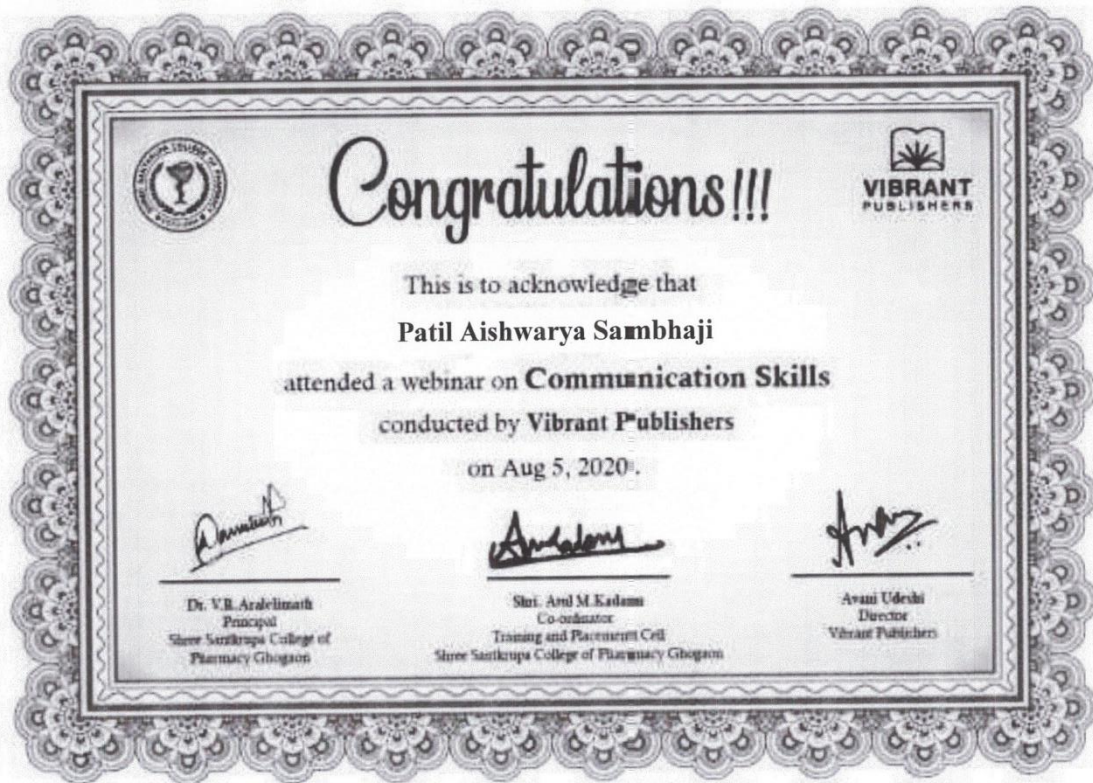 Congratulations!!!
VIBRANT
PUBLISHERS
This is to acknowledge that
Patil Aishwarya Sambhaji
attended a webinar on Communication Skills
conducted by Vibrant Publishers
on Aug 5, 2020.
Dr. V.R. Aralelimath
Principal
Shree Santkrupa College of
Pharmacy Ghogaon
Shri. Amol M. Kadam
Co-ordinator
Training and Placement Cell
Shree Santkrupa College of Pharmacy Ghogaon
Avani Udeshi
Director
Vibrant Publishers